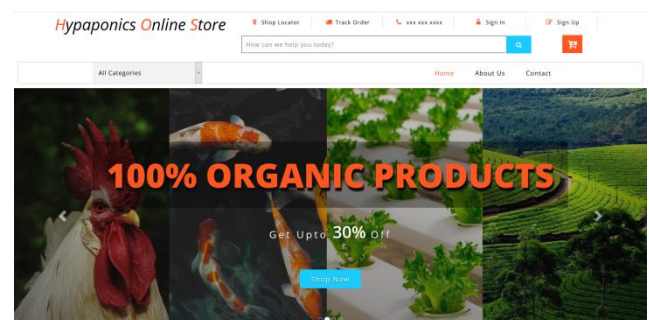 Hypaponics Online Store
Shop Locator Track Order xxx xxx xxxx Sign In Sign Up
How can we help you today?
All Categories
Home About Us Contact
100% ORGANIC PRODUCTS
Get Upto 30% Off
Shop Now